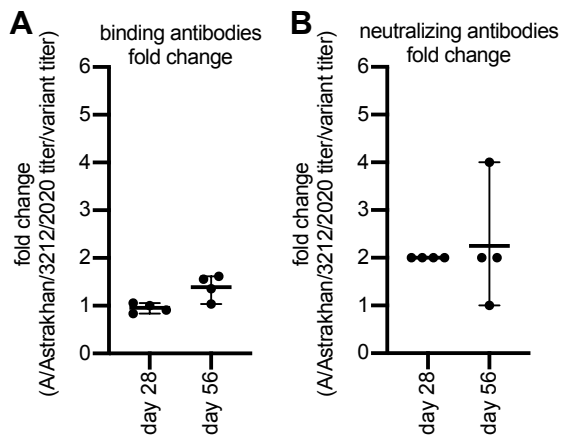 A
binding antibodies
fold change
fold change
(A/Astrakhan/3212/2020 titer/variant titer)
6
5
4
3
2
1
0
day 28
day 56
B
neutralizing antibodies
fold change
fold change
(A/Astrakhan/3212/2020 titer/variant titer)
6
5
4
3
2
1
0
day 28
day 56